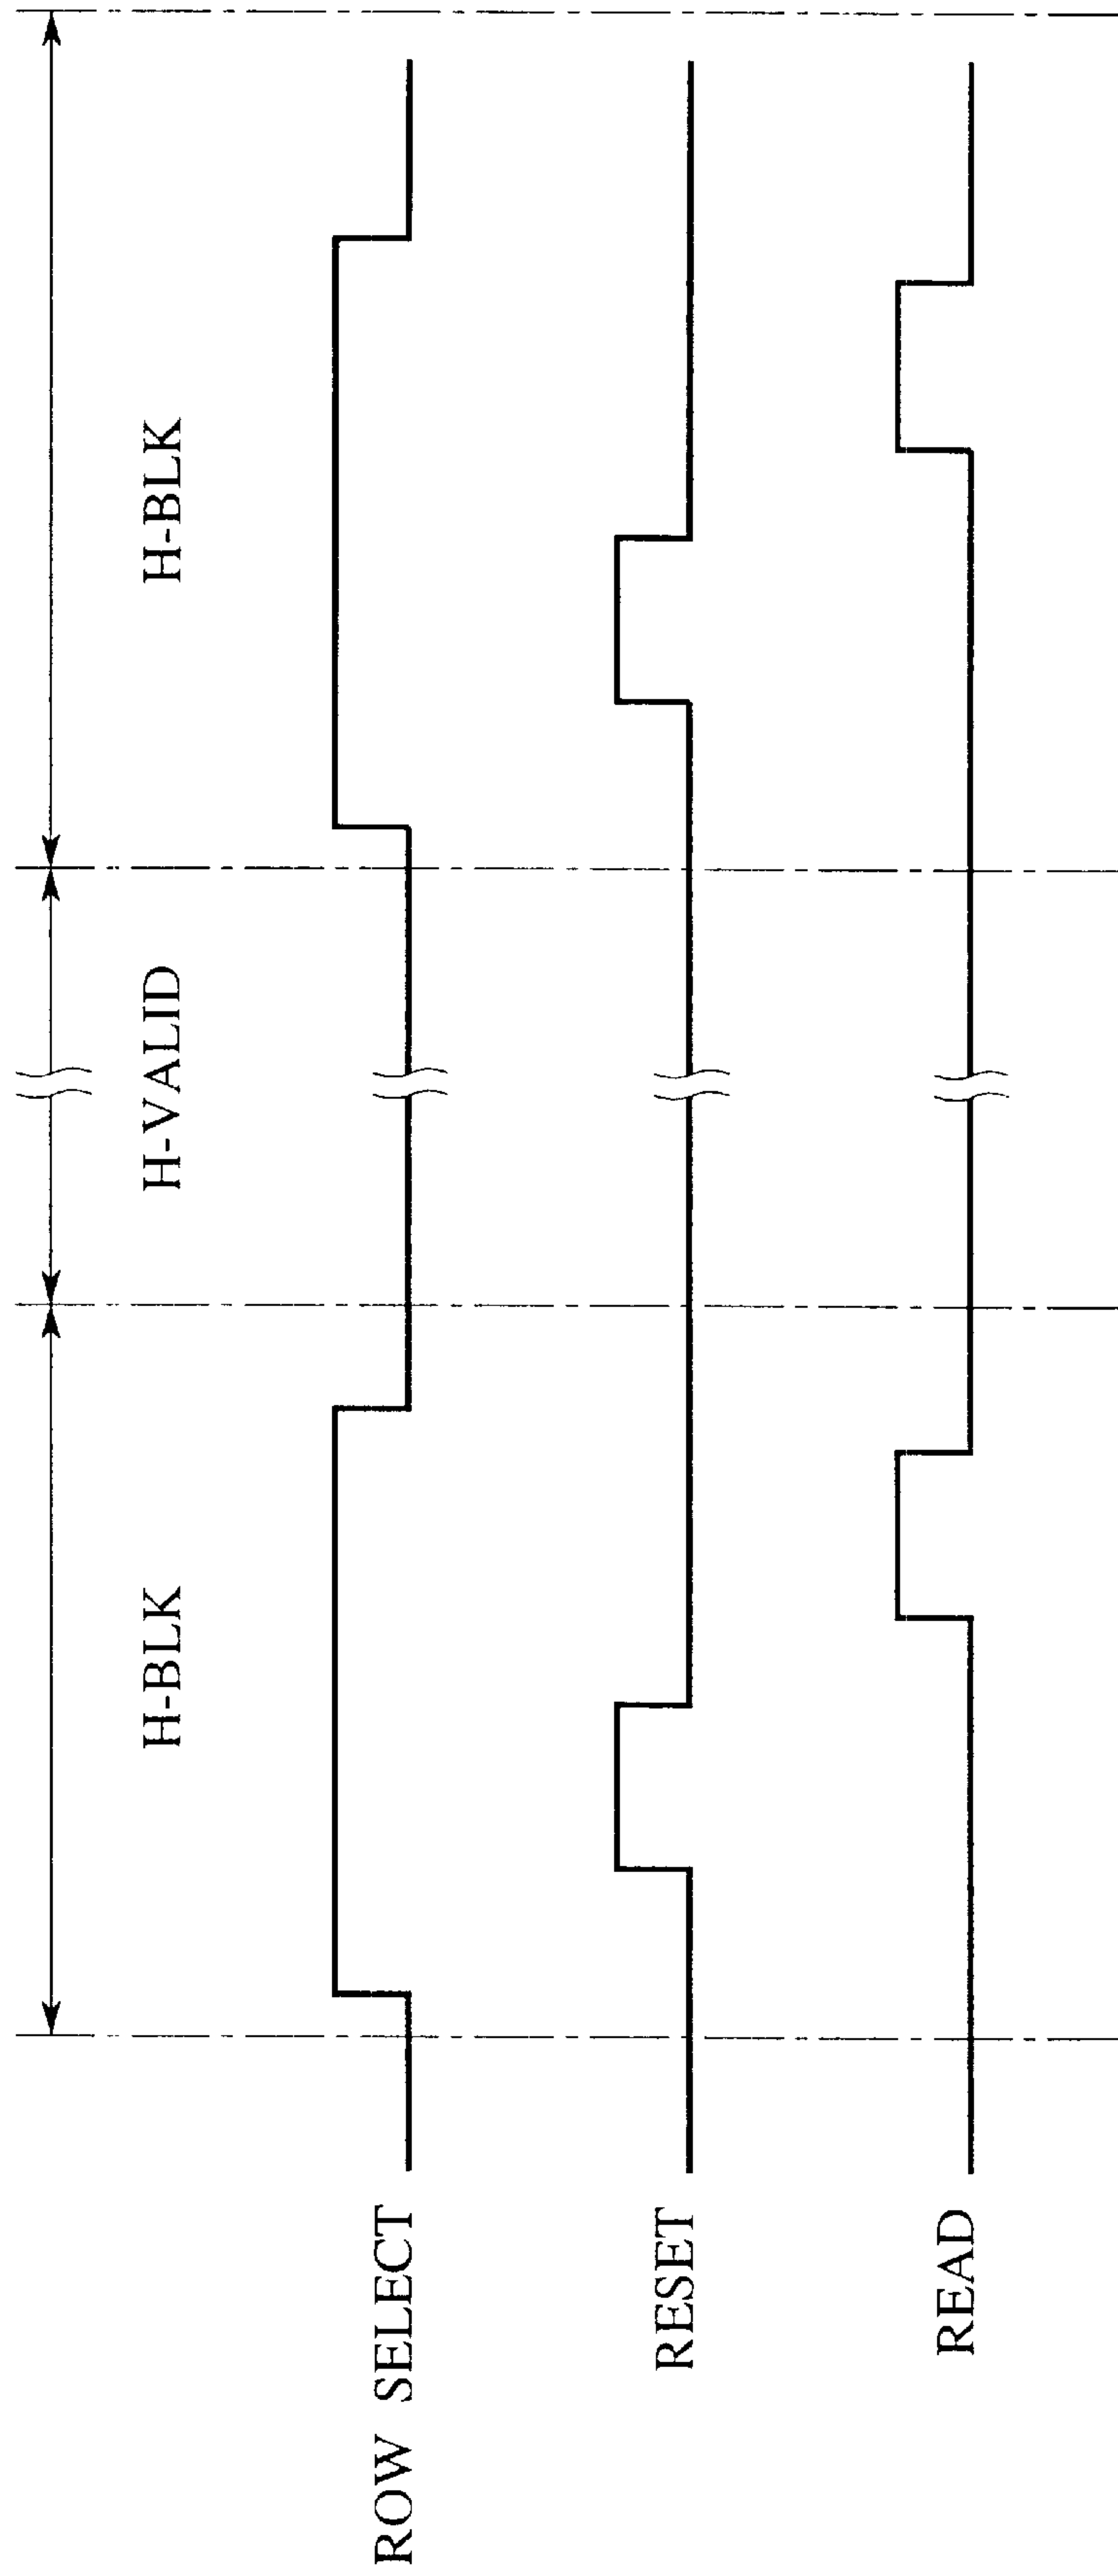 H-BLK
H-VALID
H-BLK
ROW SELECT
RESET
READ